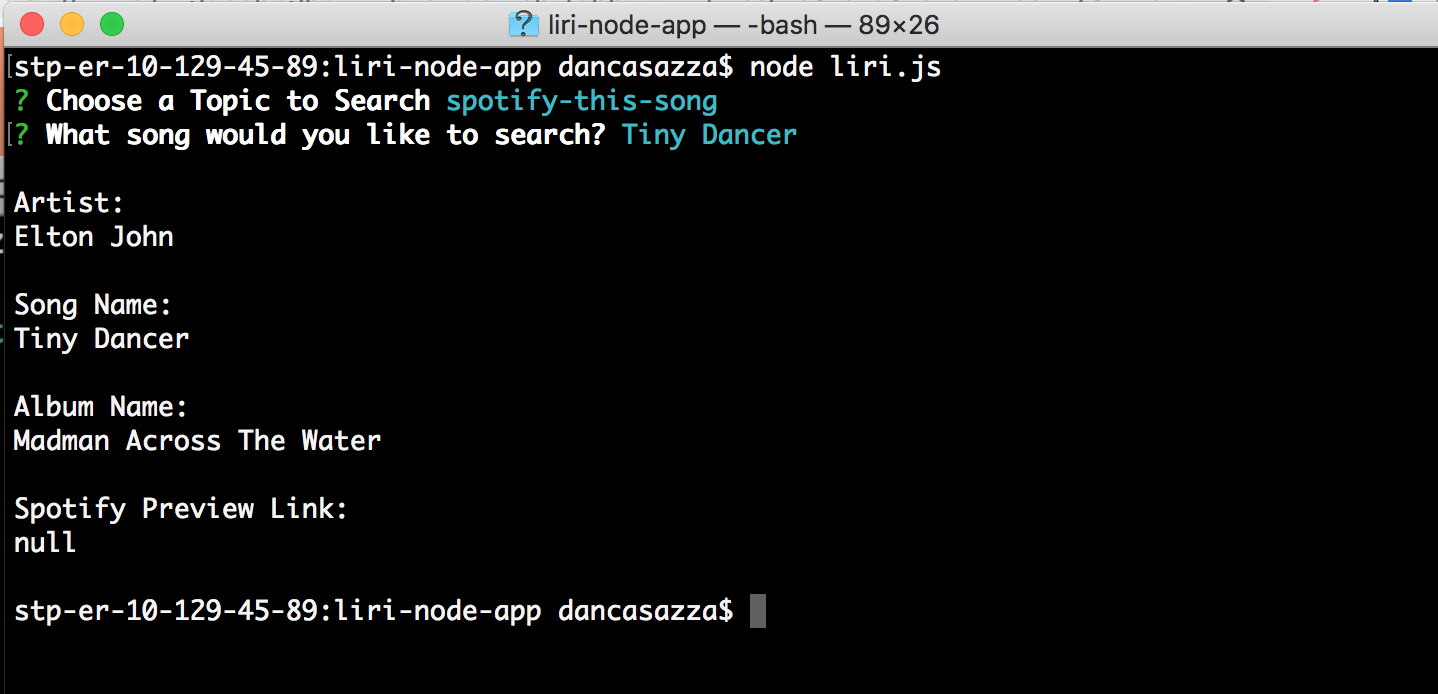 liri-node-app — -bash — 89×26
[stp-er-10-129-45-89:liri-node-app dancasazza$ node liri.js
? Choose a Topic to Search spotify-this-song
[? What song would you like to search? Tiny Dancer
Artist:
Elton John
Song Name:
Tiny Dancer
Album Name:
Madman Across The Water
Spotify Preview Link:
null
stp-er-10-129-45-89:liri-node-app dancasazza$